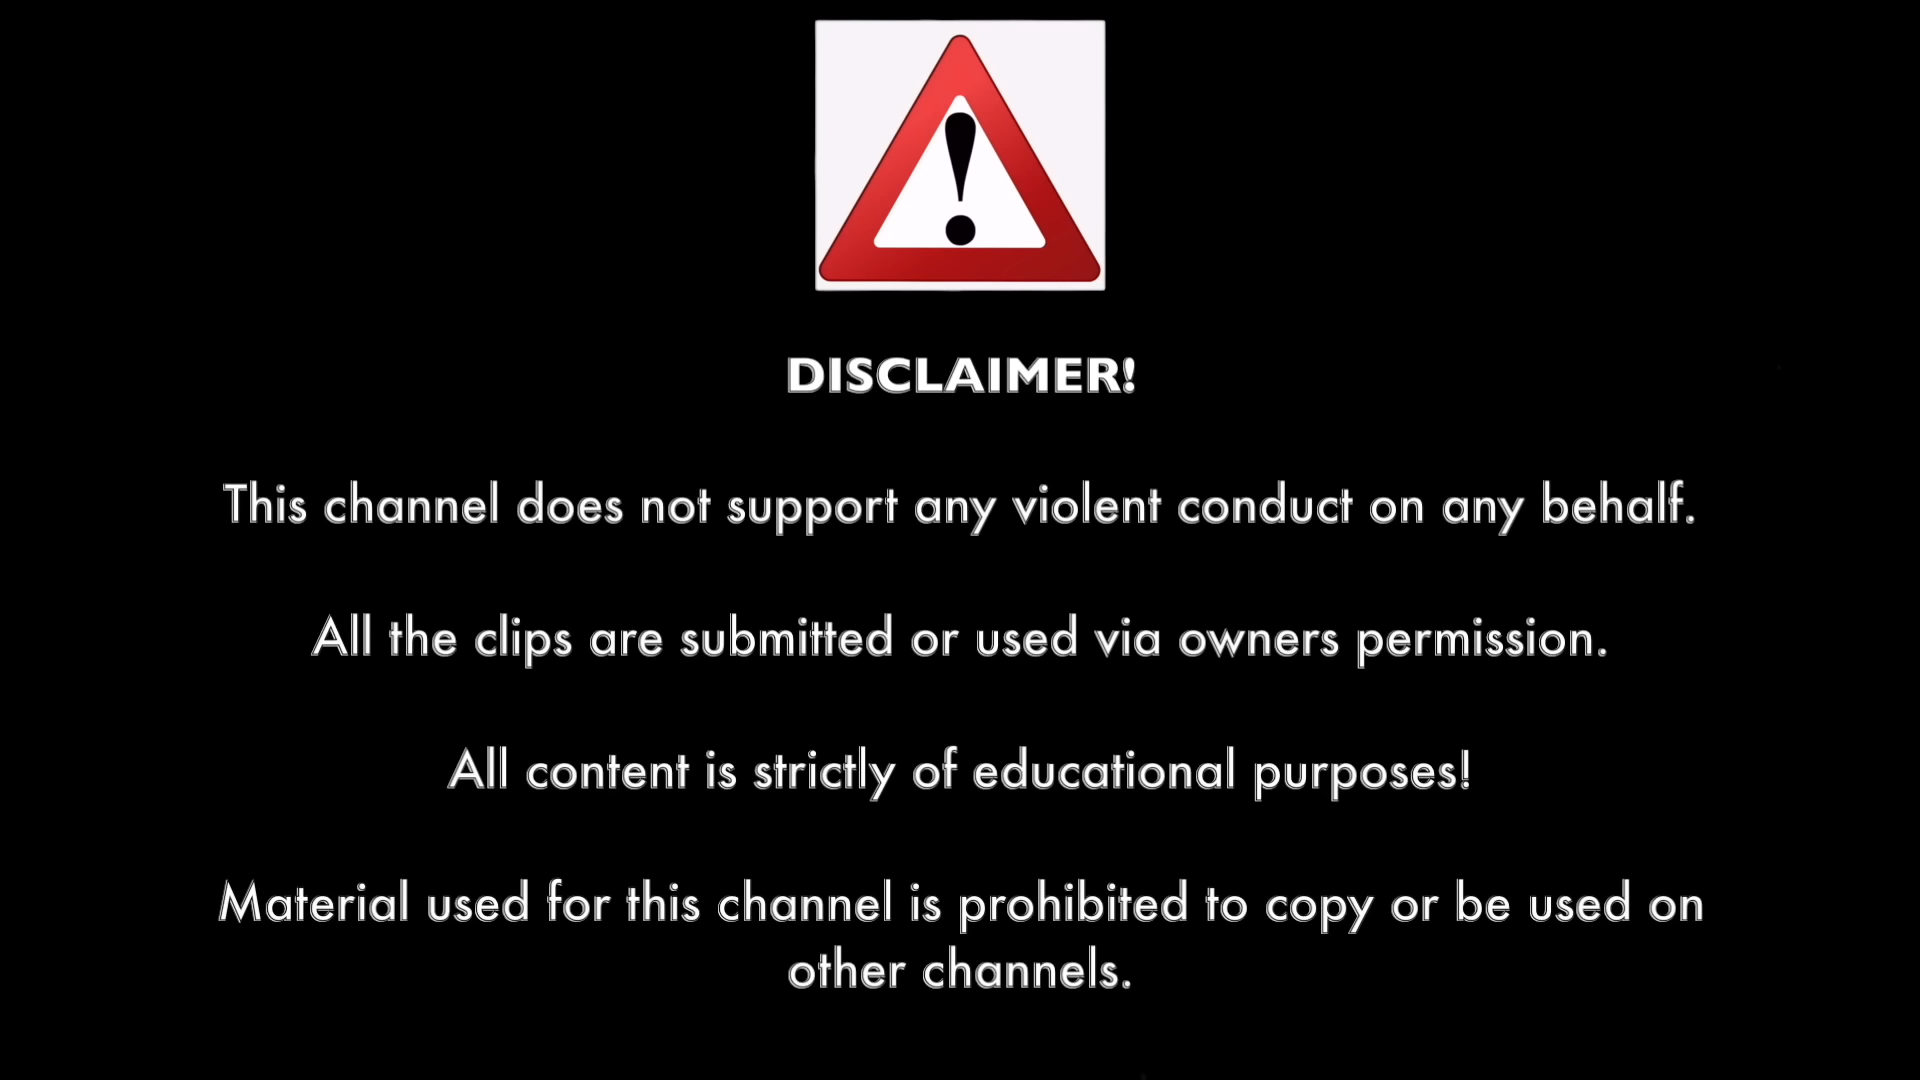 DISCLAIMER!
This channel does not support any violent conduct on any behalf.
All the clips are submitted or used via owners permission.
All content is strictly of educational purposes!
Material used for this channel is prohibited to copy or be used on
other channels.